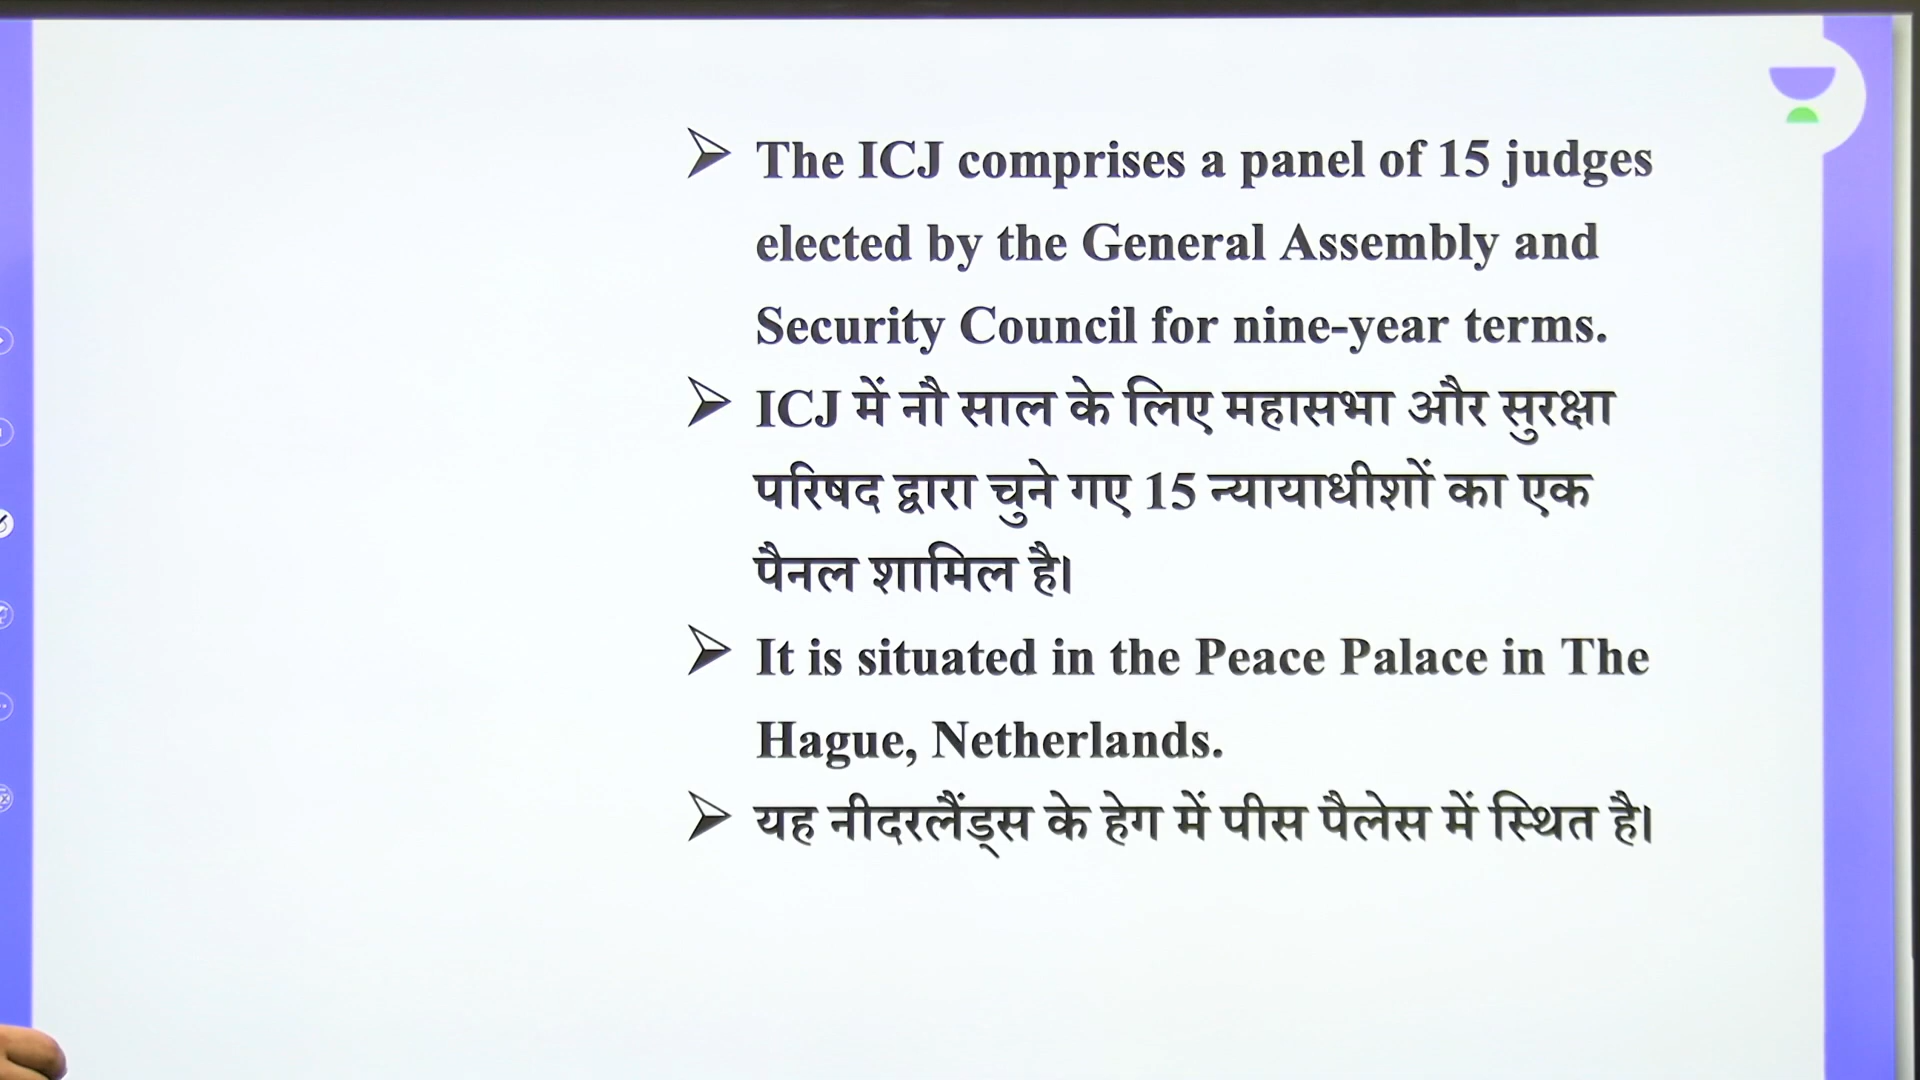 The ICJ comprises a panel of 15 judges
elected by the General Assembly and
Security Council for nine-year terms.
ICJ में नौ साल के लिए महासभा और सुरक्षा
परिषद द्वारा चुने गए 15 न्यायाधीशों का एक
पैनल शामिल है।
It is situated in the Peace Palace in The
Hague, Netherlands.
यह नीदरलैंड्स के हेग में पीस पैलेस में स्थित है।